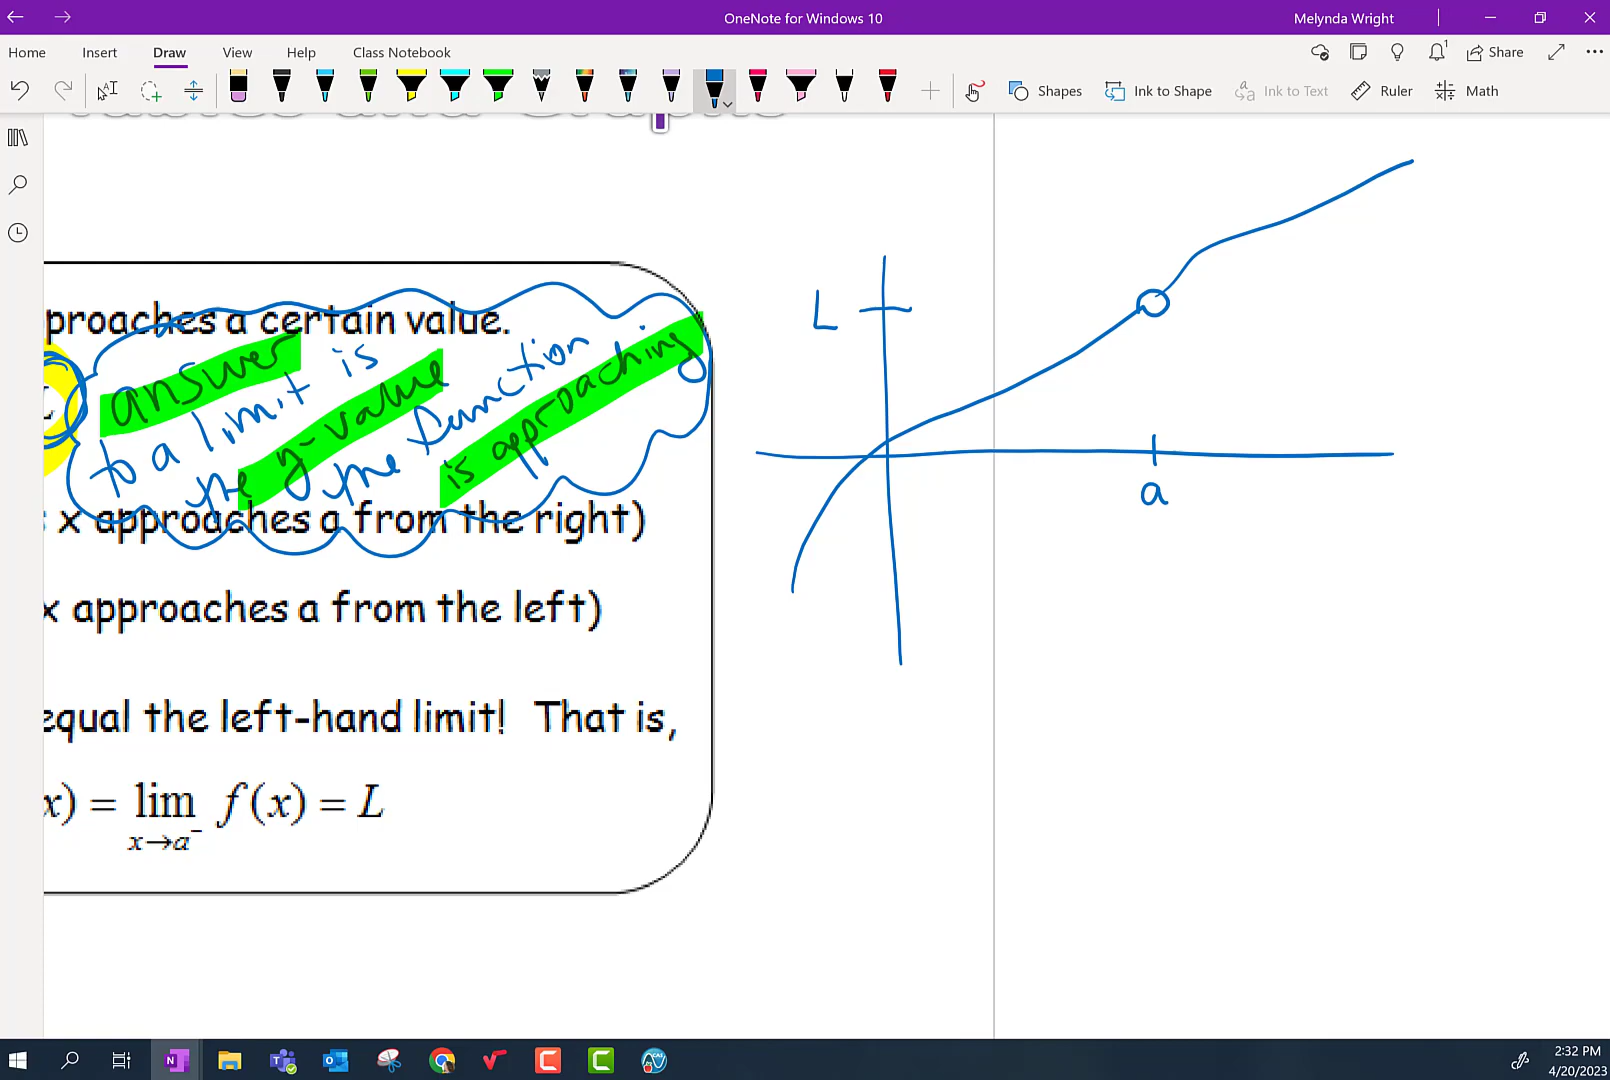 OneNote for Windows 10
Melynda Wright
Home Insert Draw View Help Class Notebook
Share
Shapes Ink to Shape Ink to Text Ruler Math
proaches a certain value.
answer
to a limit is
the y-value
the function
is approaching
x approaches a from the right)
x approaches a from the left)
equal the left-hand limit! That is,
x) = lim f(x) = L
x→a⁻
L
a
2:32 PM
4/20/2023